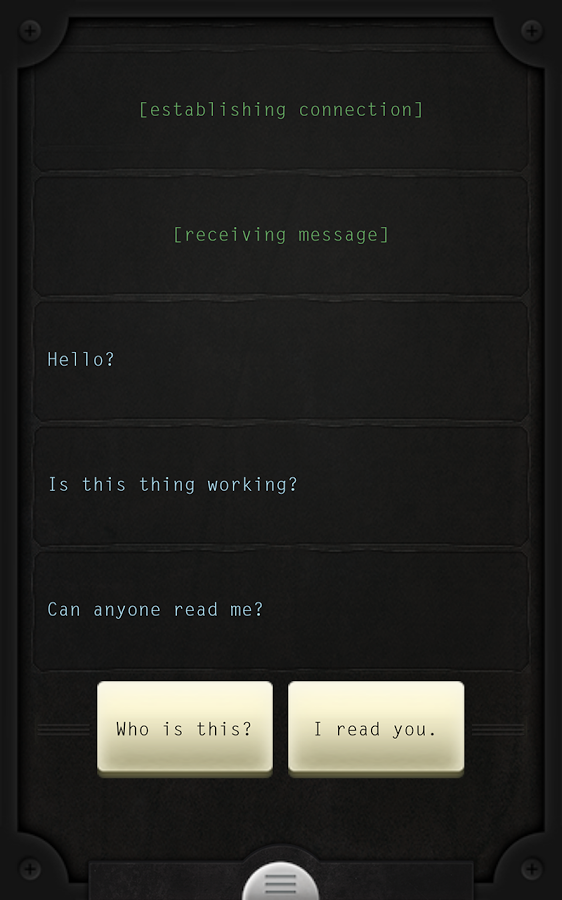 [establishing connection]
[receiving message]
Hello?
Is this thing working?
Can anyone read me?
Who is this?
I read you.